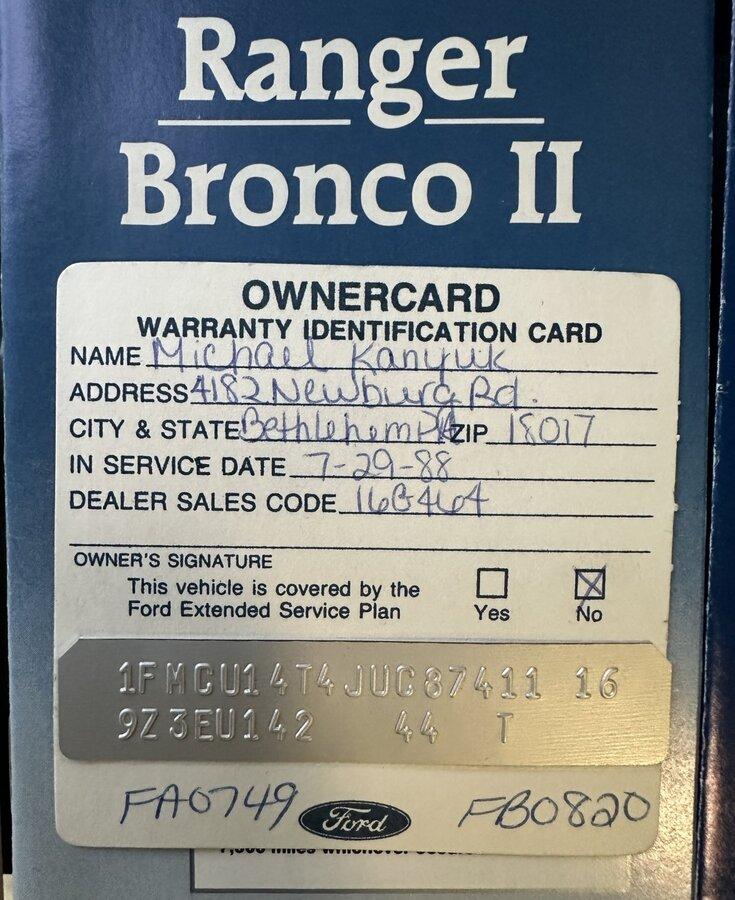 Ranger
Bronco II
OWNERCARD
WARRANTY IDENTIFICATION CARD
NAME Michael Kanyuk
ADDRESS 4182 Newburg Rd.
CITY & STATE Bethlehem PA ZIP 18017
IN SERVICE DATE 7-29-88
DEALER SALES CODE 16B464
OWNER'S SIGNATURE
This vehicle is covered by the
Ford Extended Service Plan
Yes No
1FMCU14T4JUC87411 16
9Z3EU142 44 T
FA0749 Ford FB0820